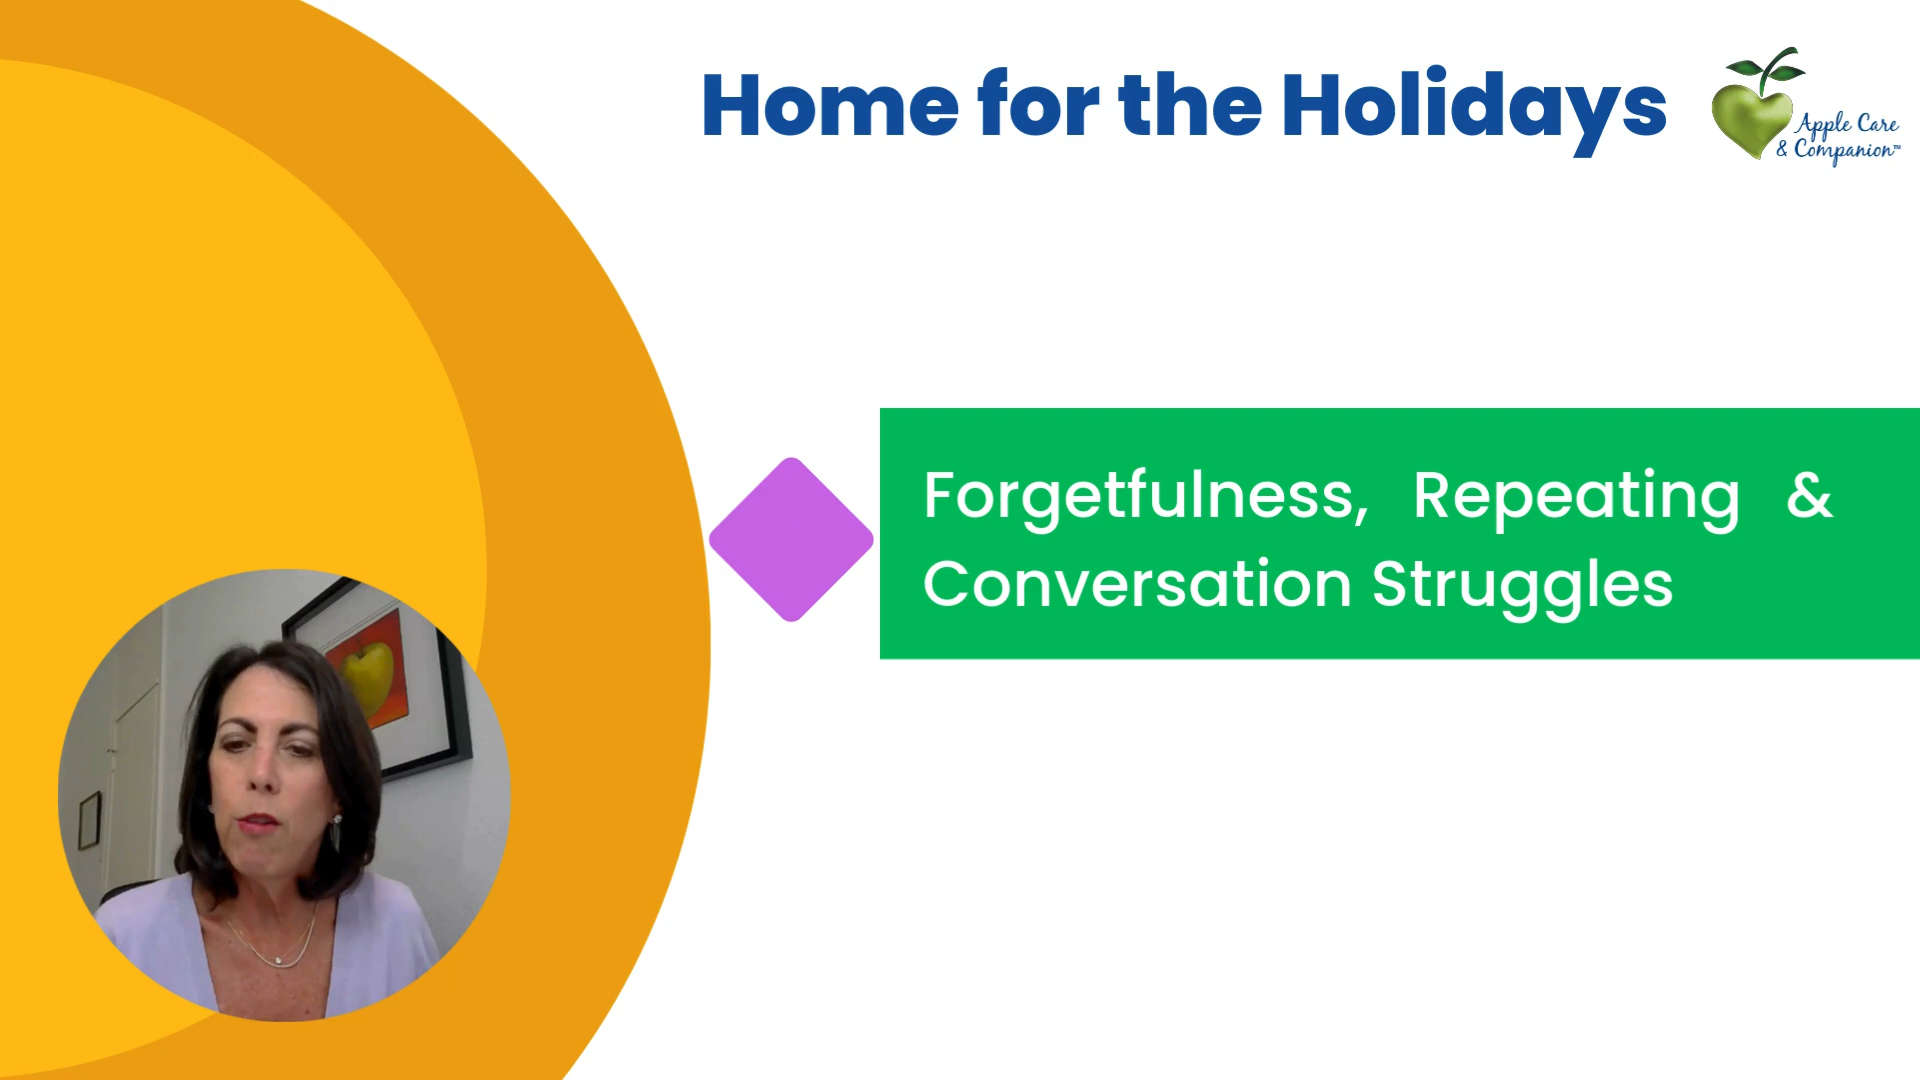 Home for the Holidays
Apple Care
& Companion™
Forgetfulness, Repeating &
Conversation Struggles